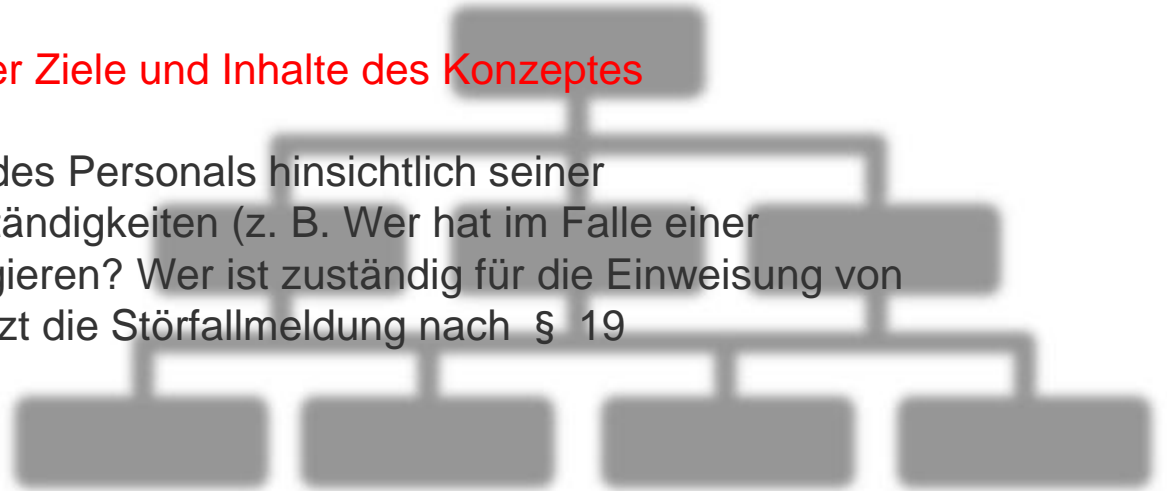 er Ziele und Inhalte des Konzeptes
des Personals hinsichtlich seiner
tändigkeiten (z. B. Wer hat im Falle einer
gieren? Wer ist zuständig für die Einweisung von
zt die Störfallmeldung nach § 19